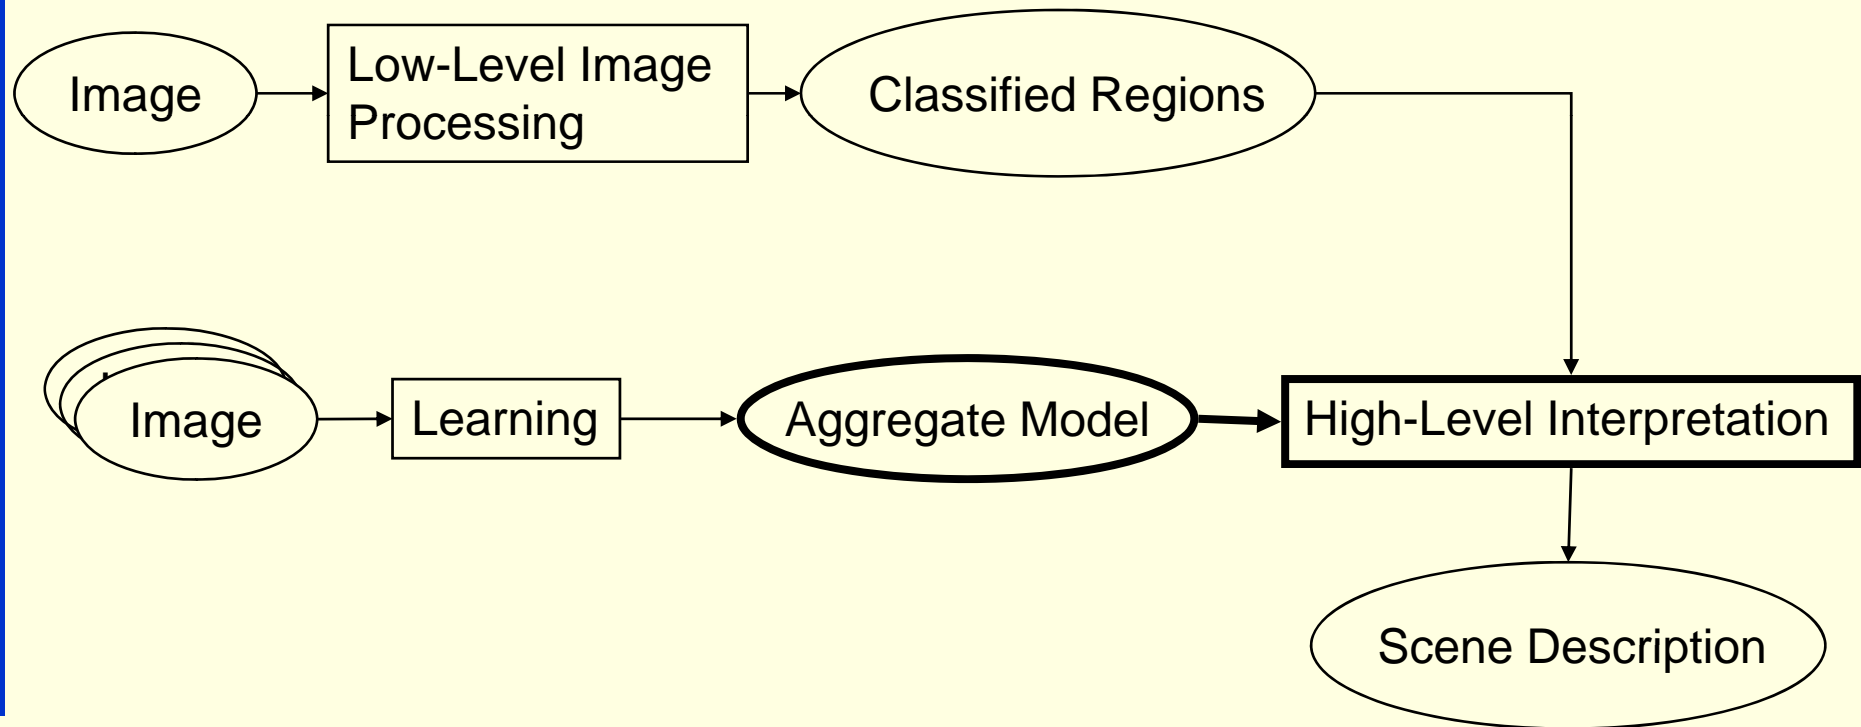 Image
Low-Level Image
Processing
Classified Regions
Image
Learning
Aggregate Model
High-Level Interpretation
Scene Description